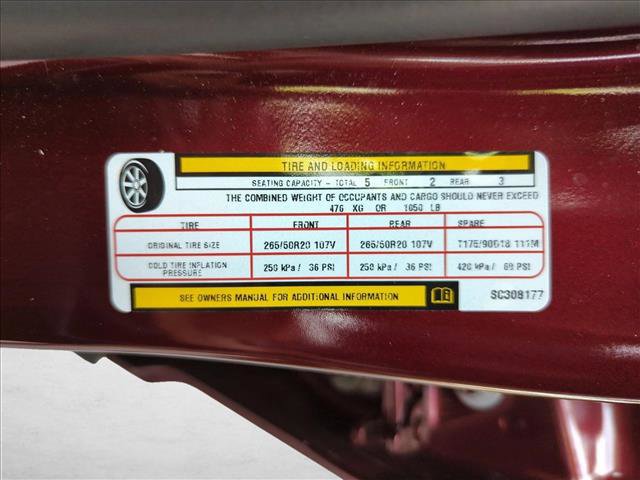 TIRE AND LOADING INFORMATION
SEATING CAPACITY - TOTAL 5 FRONT 2 REAR 3
THE COMBINED WEIGHT OF OCCUPANTS AND CARGO SHOULD NEVER EXCEED
476 KG OR 1050 LB
TIRE FRONT REAR SPARE
ORIGINAL TIRE SIZE 265/50R20 107V 265/50R20 107V T175/90D18 111M
COLD TIRE INFLATION PRESSURE 250 kPa / 36 PSI 250 kPa / 36 PSI 420 kPa / 60 PSI
SEE OWNERS MANUAL FOR ADDITIONAL INFORMATION SC308177